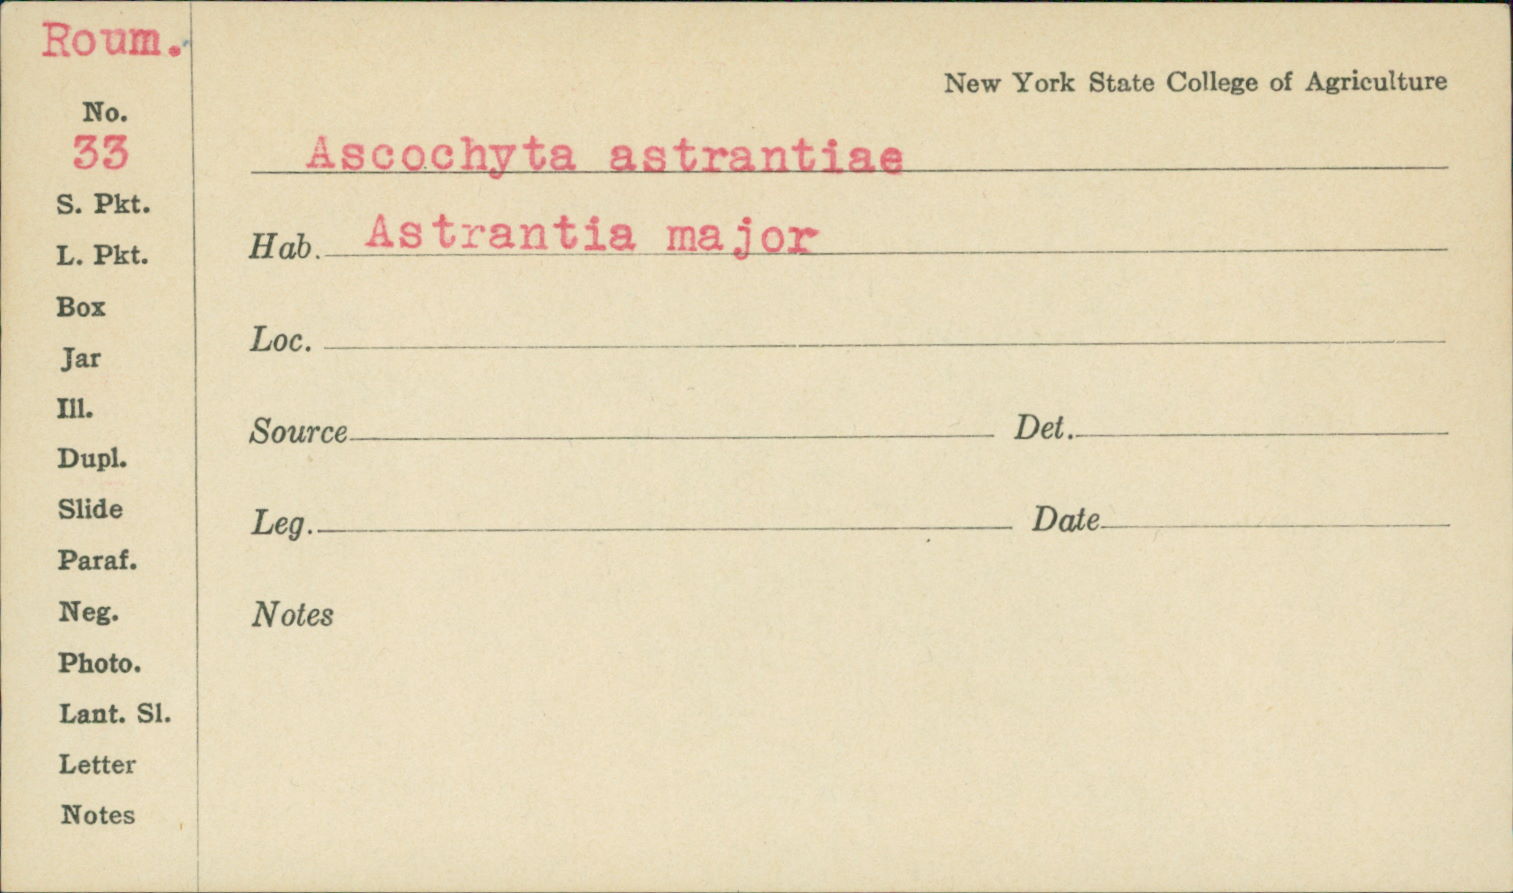 Roum.
New York State College of Agriculture
No.
33
Ascochyta astrantiae
S. Pkt.
Hab. Astrantia major
L. Pkt.
Box
Loc.
Jar
Ill.
Source Det.
Dupl.
Slide
Leg. Date
Paraf.
Neg.
Notes
Photo.
Lant. Sl.
Letter
Notes